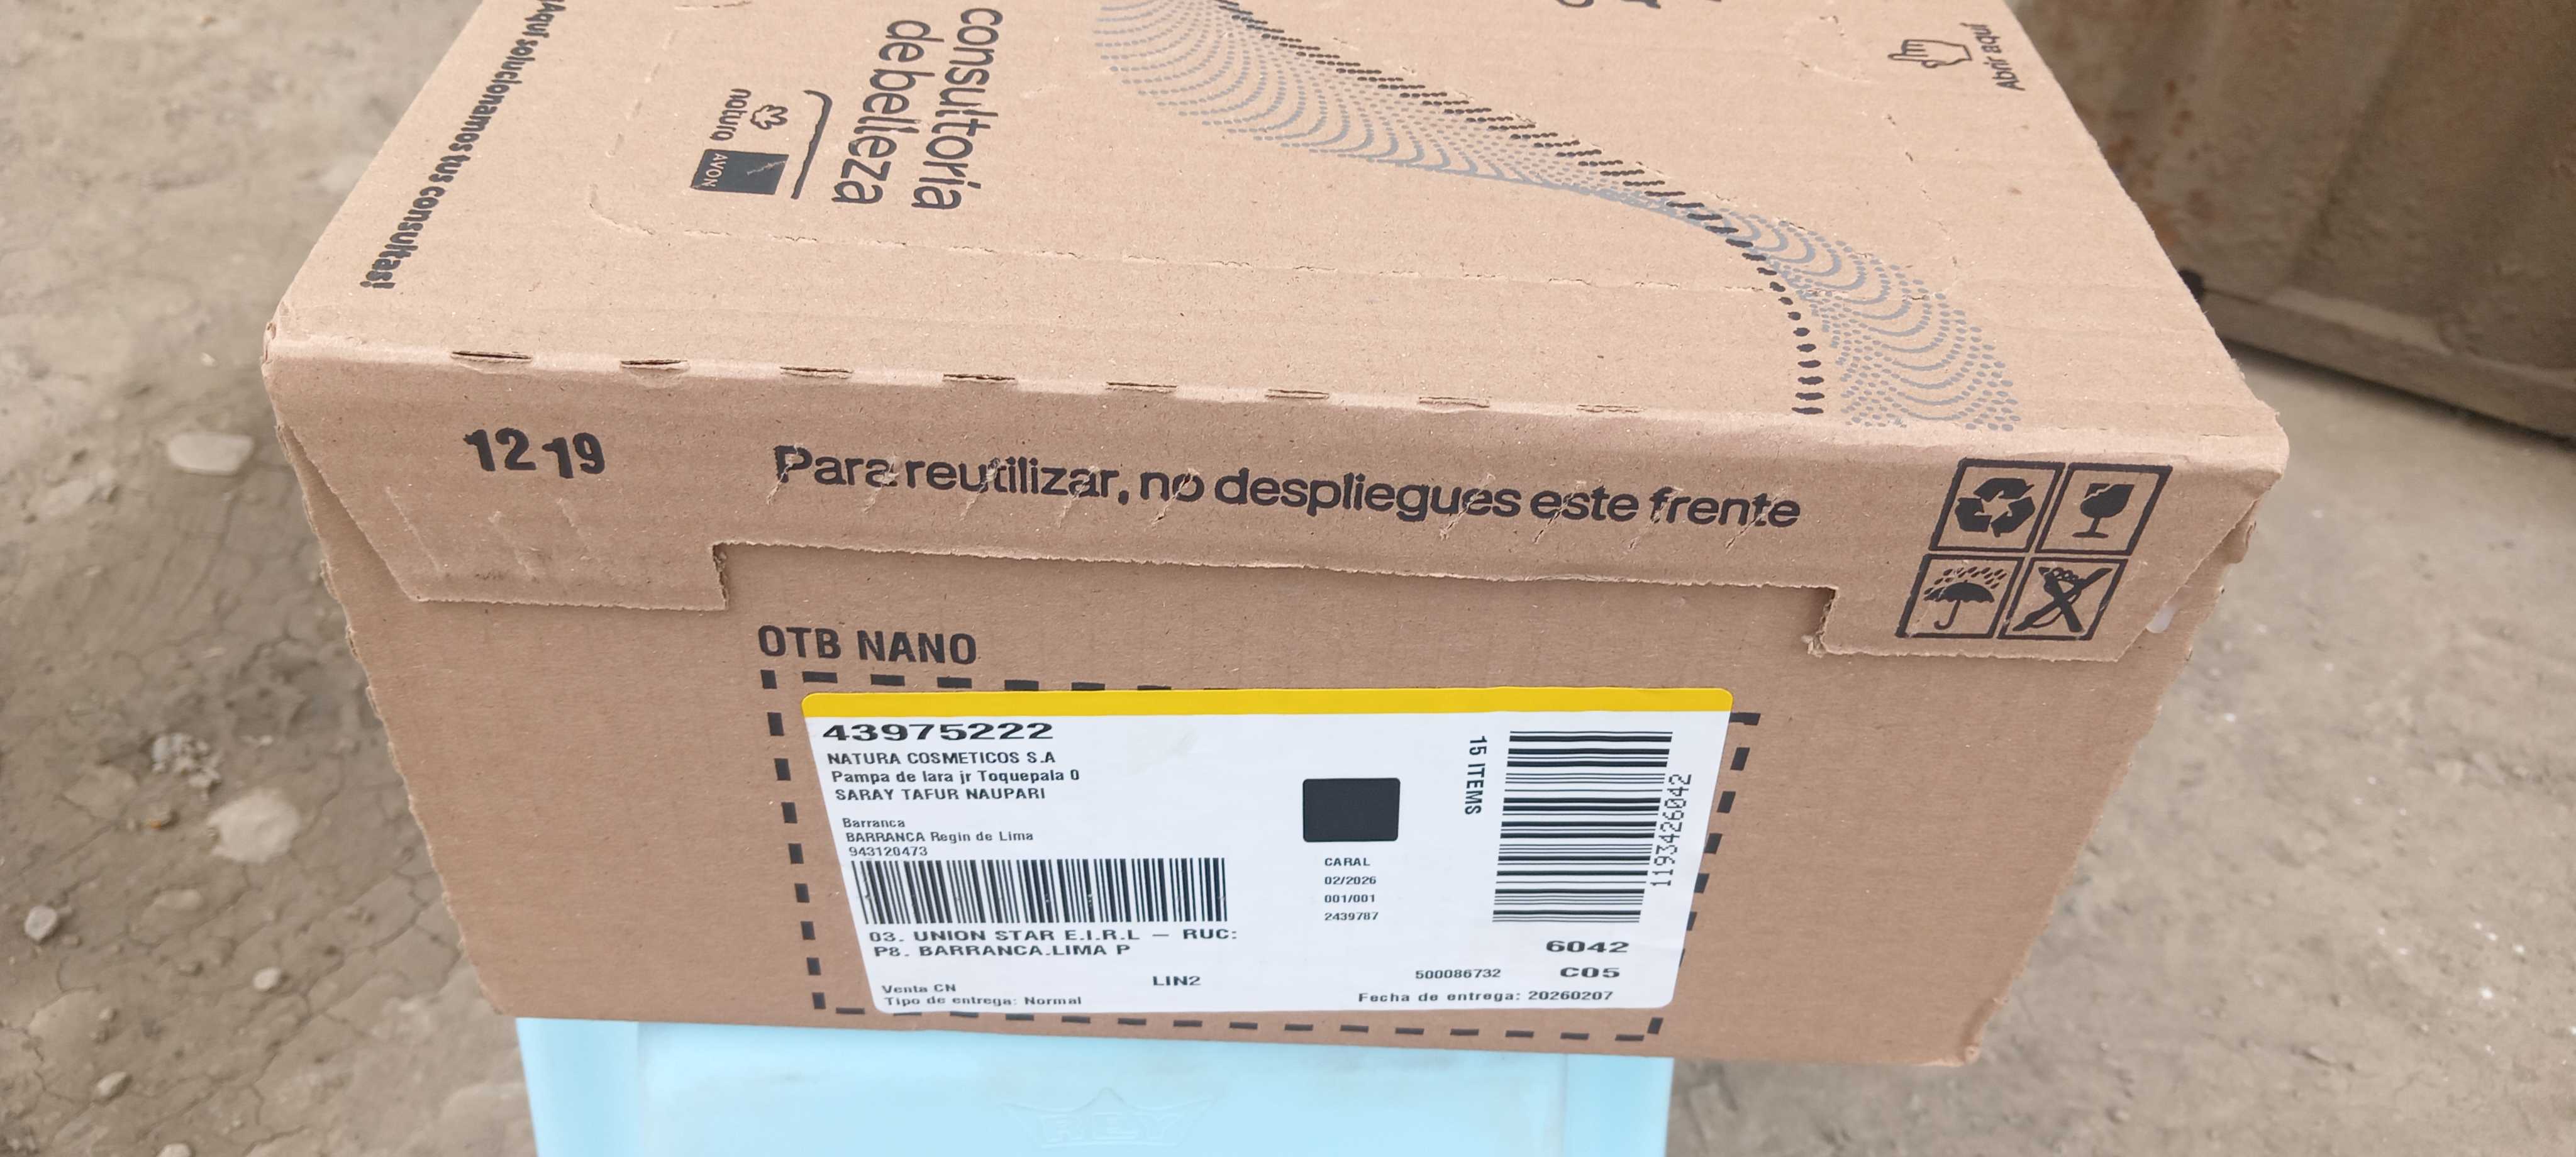 ¡Aquí solucionamos tus consultas!
consultoría
de belleza
natura
AVON
Abrir aquí
12 19
Para reutilizar, no despliegues este frente
OTB NANO
43975222
NATURA COSMETICOS S.A
Pampa de lara jr Toquepala 0
SARAY TAFUR NAUPARI
Barranca
BARRANCA Regin de Lima
943120473
03. UNION STAR E.I.R.L — RUC:
P8. BARRANCA.LIMA P
Venta CN
LIN2
Tipo de entrega: Normal
CARAL
02/2026
001/001
2439787
15 ITEMS
1193426042
6042
500086732
C05
Fecha de entrega: 20260207
REY